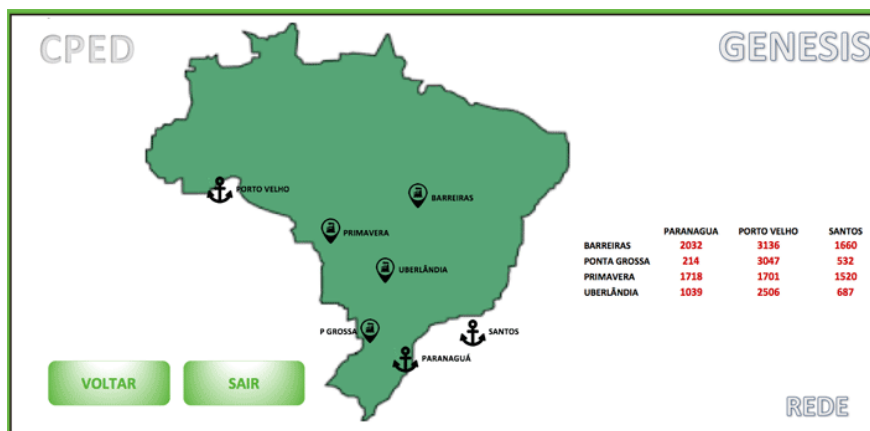 CPED
GENESIS
PORTO VELHO
BARREIRAS
PRIMAVERA
UBERLÂNDIA
P GROSSA
SANTOS
PARANAGUÁ
PARANAGUA PORTO VELHO SANTOS
BARREIRAS 2032 3136 1660
PONTA GROSSA 214 3047 532
PRIMAVERA 1718 1701 1520
UBERLÂNDIA 1039 2506 687
VOLTAR SAIR
REDE